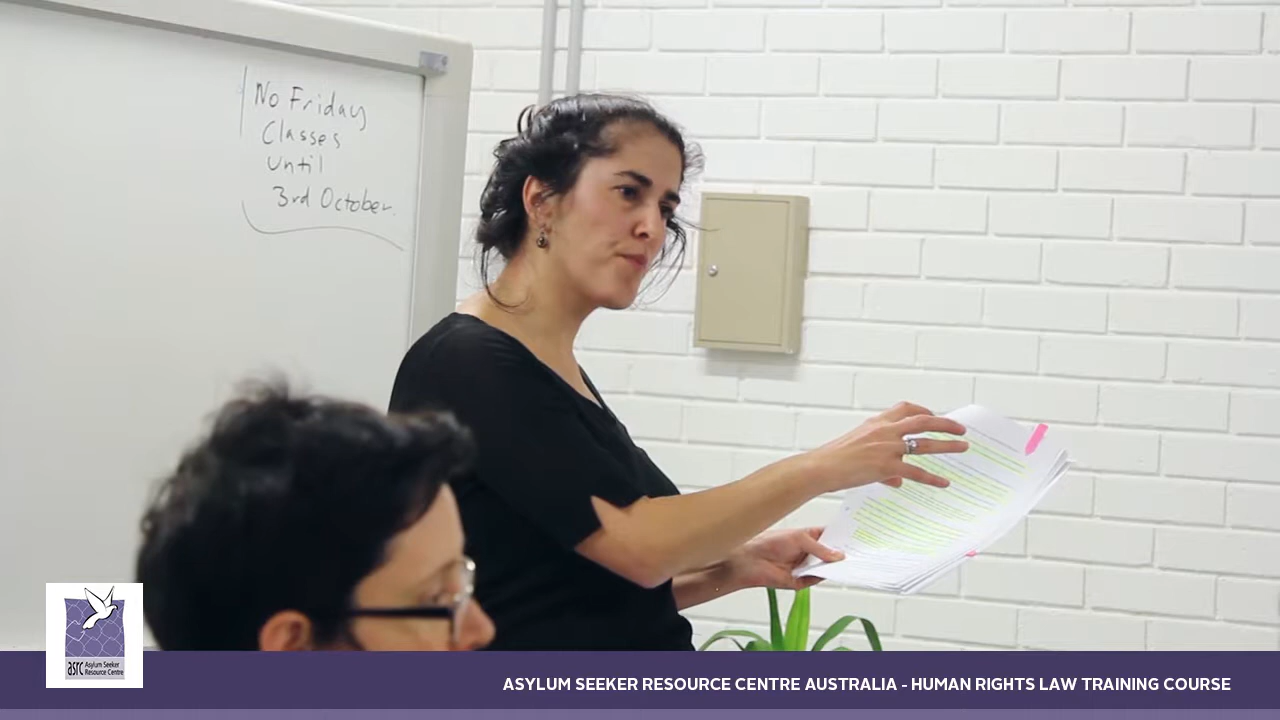 No Friday
Classes
Until
3rd October.
asrc Asylum Seeker
Resource Centre
ASYLUM SEEKER RESOURCE CENTRE AUSTRALIA - HUMAN RIGHTS LAW TRAINING COURSE